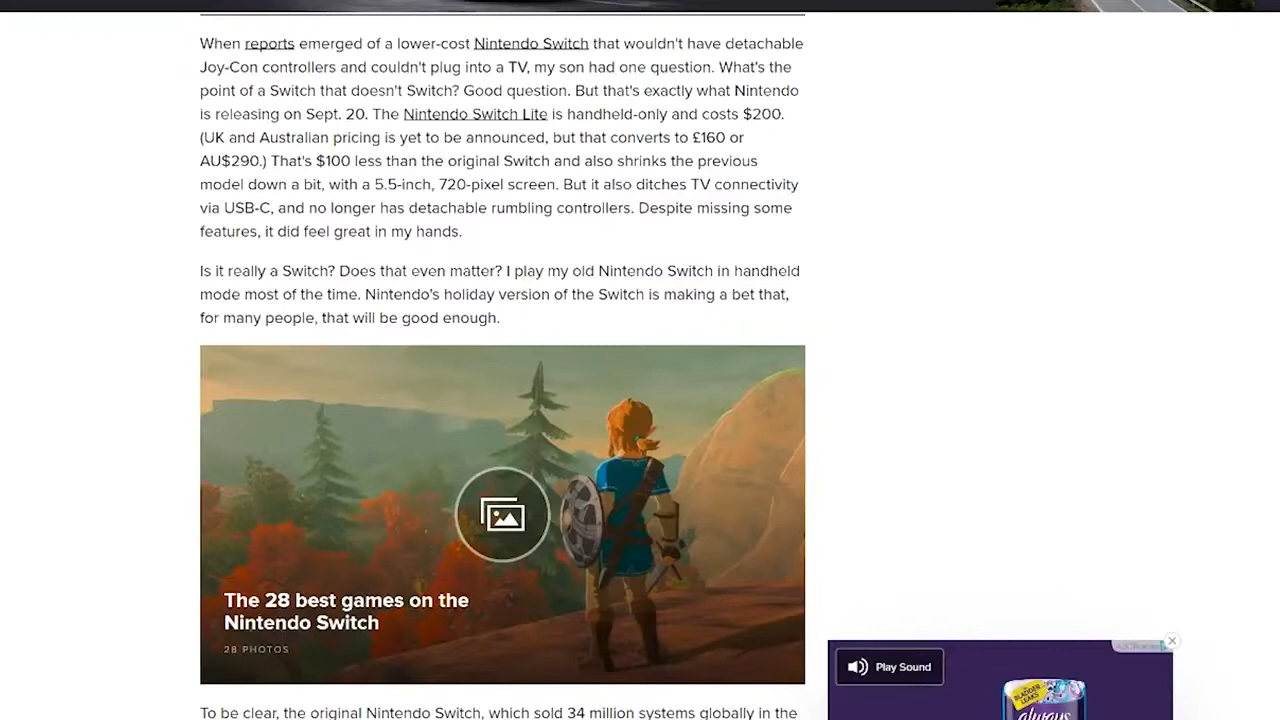 When reports emerged of a lower-cost Nintendo Switch that wouldn't have detachable
Joy-Con controllers and couldn't plug into a TV, my son had one question. What's the
point of a Switch that doesn't Switch? Good question. But that's exactly what Nintendo
is releasing on Sept. 20. The Nintendo Switch Lite is handheld-only and costs $200.
(UK and Australian pricing is yet to be announced, but that converts to £160 or
AU$290.) That's $100 less than the original Switch and also shrinks the previous
model down a bit, with a 5.5-inch, 720-pixel screen. But it also ditches TV connectivity
via USB-C, and no longer has detachable rumbling controllers. Despite missing some
features, it did feel great in my hands.
Is it really a Switch? Does that even matter? I play my old Nintendo Switch in handheld
mode most of the time. Nintendo's holiday version of the Switch is making a bet that,
for many people, that will be good enough.
The 28 best games on the
Nintendo Switch
28 PHOTOS
To be clear, the original Nintendo Switch, which sold 34 million systems globally in the
Play Sound
BLADDER
LEAKS
always